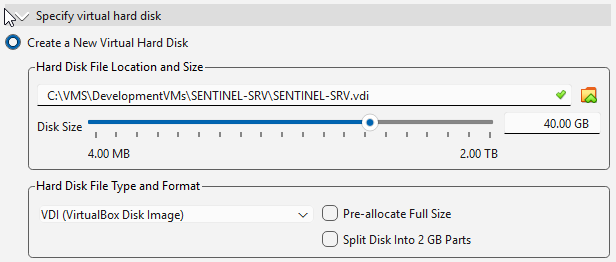 Specify virtual hard disk
Create a New Virtual Hard Disk
Hard Disk File Location and Size
C:\VMS\DevelopmentVMs\SENTINEL-SRV\SENTINEL-SRV.vdi
Disk Size
40.00 GB
4.00 MB
2.00 TB
Hard Disk File Type and Format
VDI (VirtualBox Disk Image)
Pre-allocate Full Size
Split Disk Into 2 GB Parts